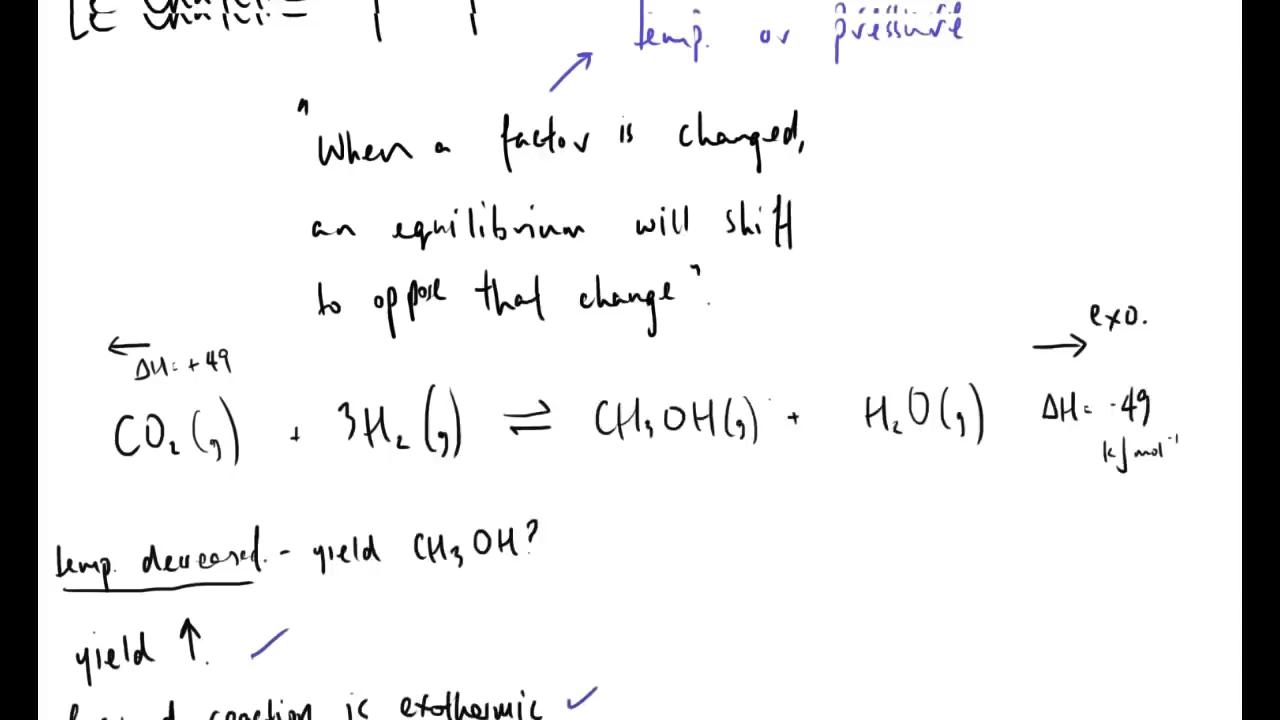 temp. or pressure
"When a factor is changed,
an equilibrium will shift
to oppose that change".
exo.
ΔH = +49
CO₂(g) + 3H₂(g) ⇌ CH₃OH(g) + H₂O(g) ΔH = -49
kJ mol⁻¹
temp. decreased. - yield CH₃OH?
yield ↑.
reaction is exothermic